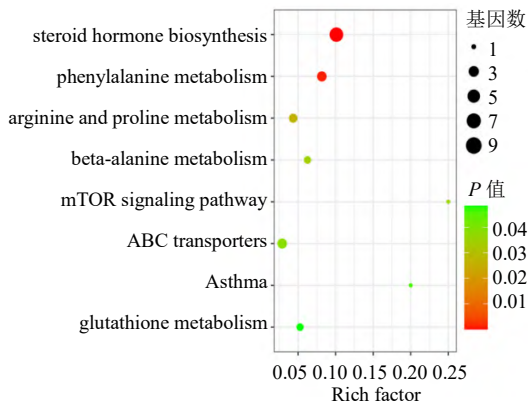 steroid hormone biosynthesis
phenylalanine metabolism
arginine and proline metabolism
beta-alanine metabolism
mTOR signaling pathway
ABC transporters
Asthma
glutathione metabolism
0.05 0.10 0.15 0.20 0.25
Rich factor
基因数
1
3
5
7
9
P 值
0.04
0.03
0.02
0.01